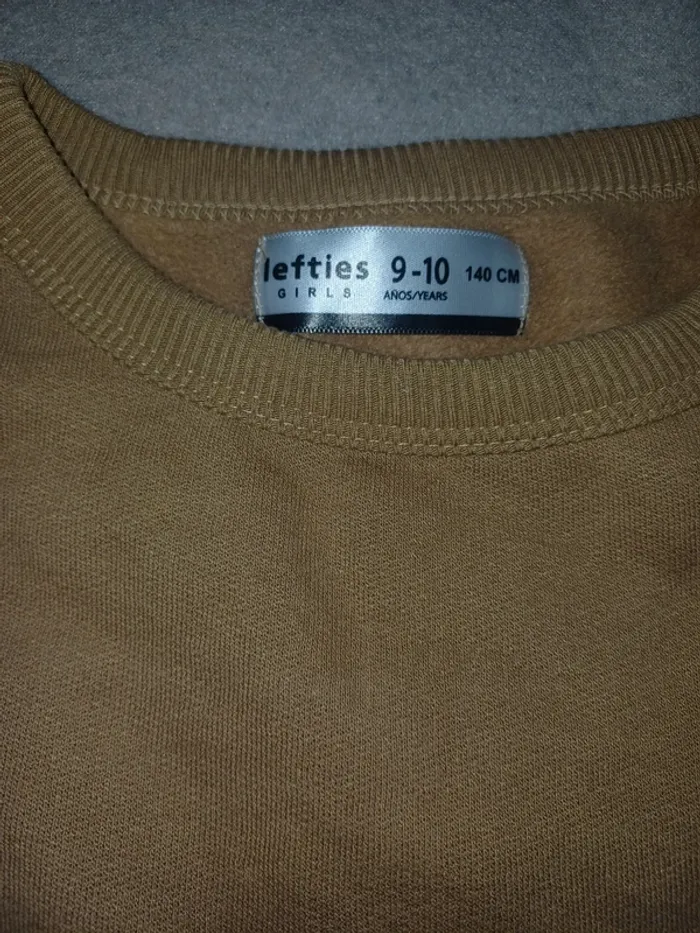 lefties 9-10 140 CM
GIRLS AÑOS/YEARS